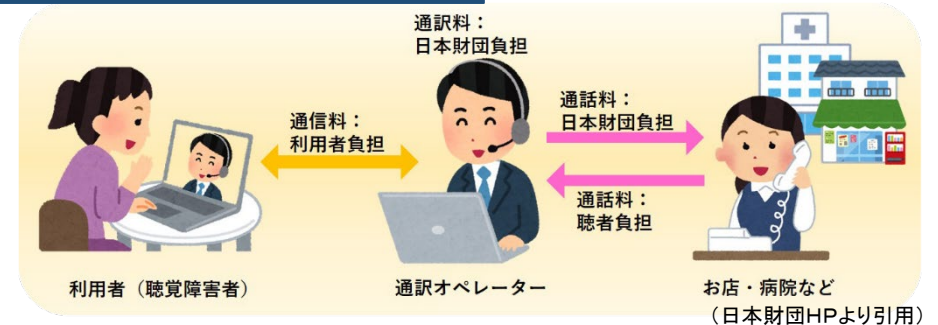 通訳料：
日本財団負担
通信料：
利用者負担
通話料：
日本財団負担
通話料：
聴者負担
利用者（聴覚障害者）
通訳オペレーター
お店・病院など
（日本財団HPより引用）